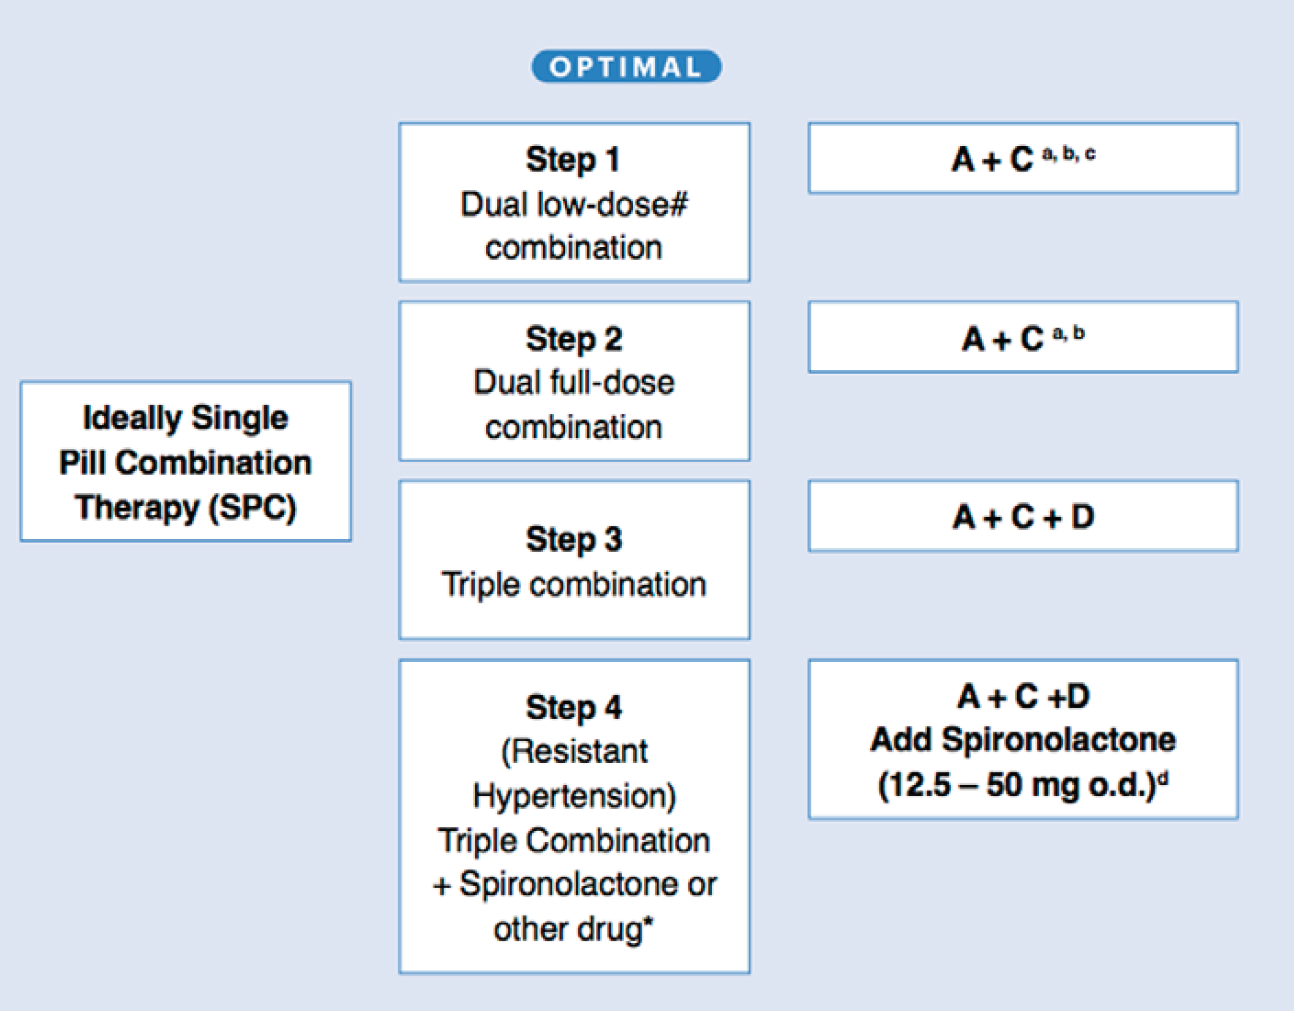 OPTIMAL
Step 1
Dual low-dose#
combination
A + C a, b, c
Step 2
Dual full-dose
combination
A + C a, b
Ideally Single
Pill Combination
Therapy (SPC)
Step 3
Triple combination
A + C + D
Step 4
(Resistant
Hypertension)
Triple Combination
+ Spironolactone or
other drug*
A + C +D
Add Spironolactone
(12.5 – 50 mg o.d.)d